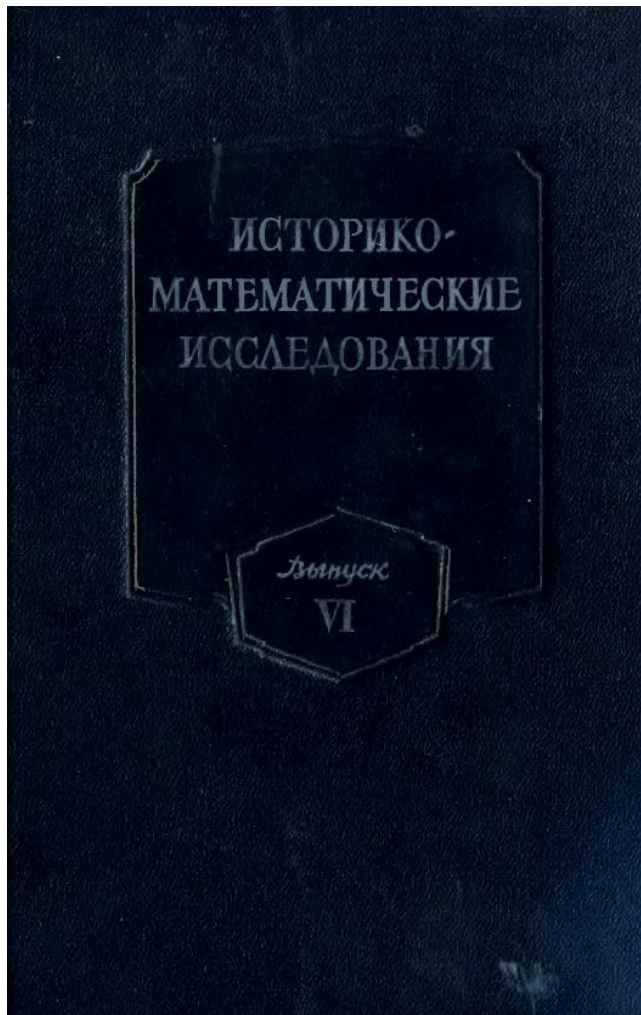 ИСТОРИКО-
МАТЕМАТИЧЕСКИЕ
ИССЛЕДОВАНИЯ
Выпуск
VI